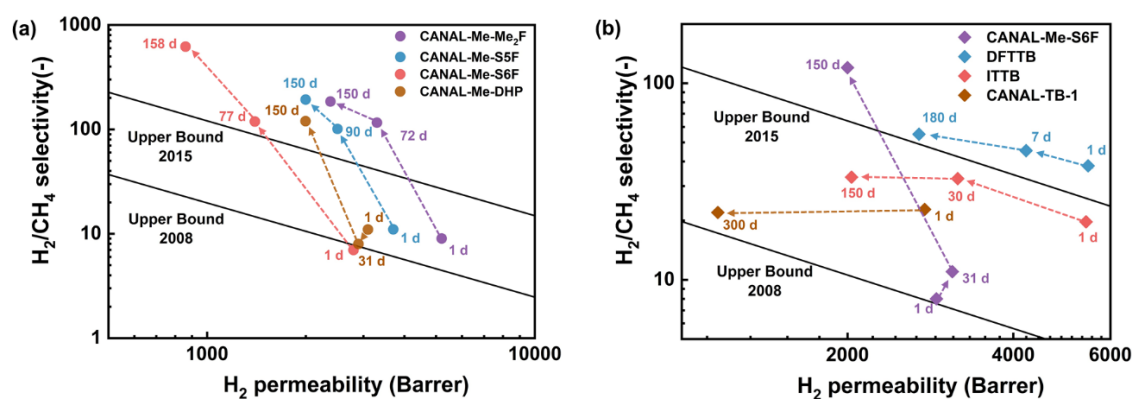 (a)
H2/CH4 selectivity(-)
1000
100
10
1
CANAL-Me-Me2F
CANAL-Me-S5F
CANAL-Me-S6F
CANAL-Me-DHP
158 d
77 d
150 d
150 d
150 d
90 d
72 d
Upper Bound
2015
Upper Bound
2008
1 d
1 d
31 d
1 d
1 d
1000
10000
H2 permeability (Barrer)
(b)
H2/CH4 selectivity(-)
100
10
CANAL-Me-S6F
DFTTB
ITTB
CANAL-TB-1
150 d
180 d
7 d
1 d
Upper Bound
2015
150 d
30 d
1 d
300 d
1 d
31 d
1 d
Upper Bound
2008
2000
4000
6000
H2 permeability (Barrer)